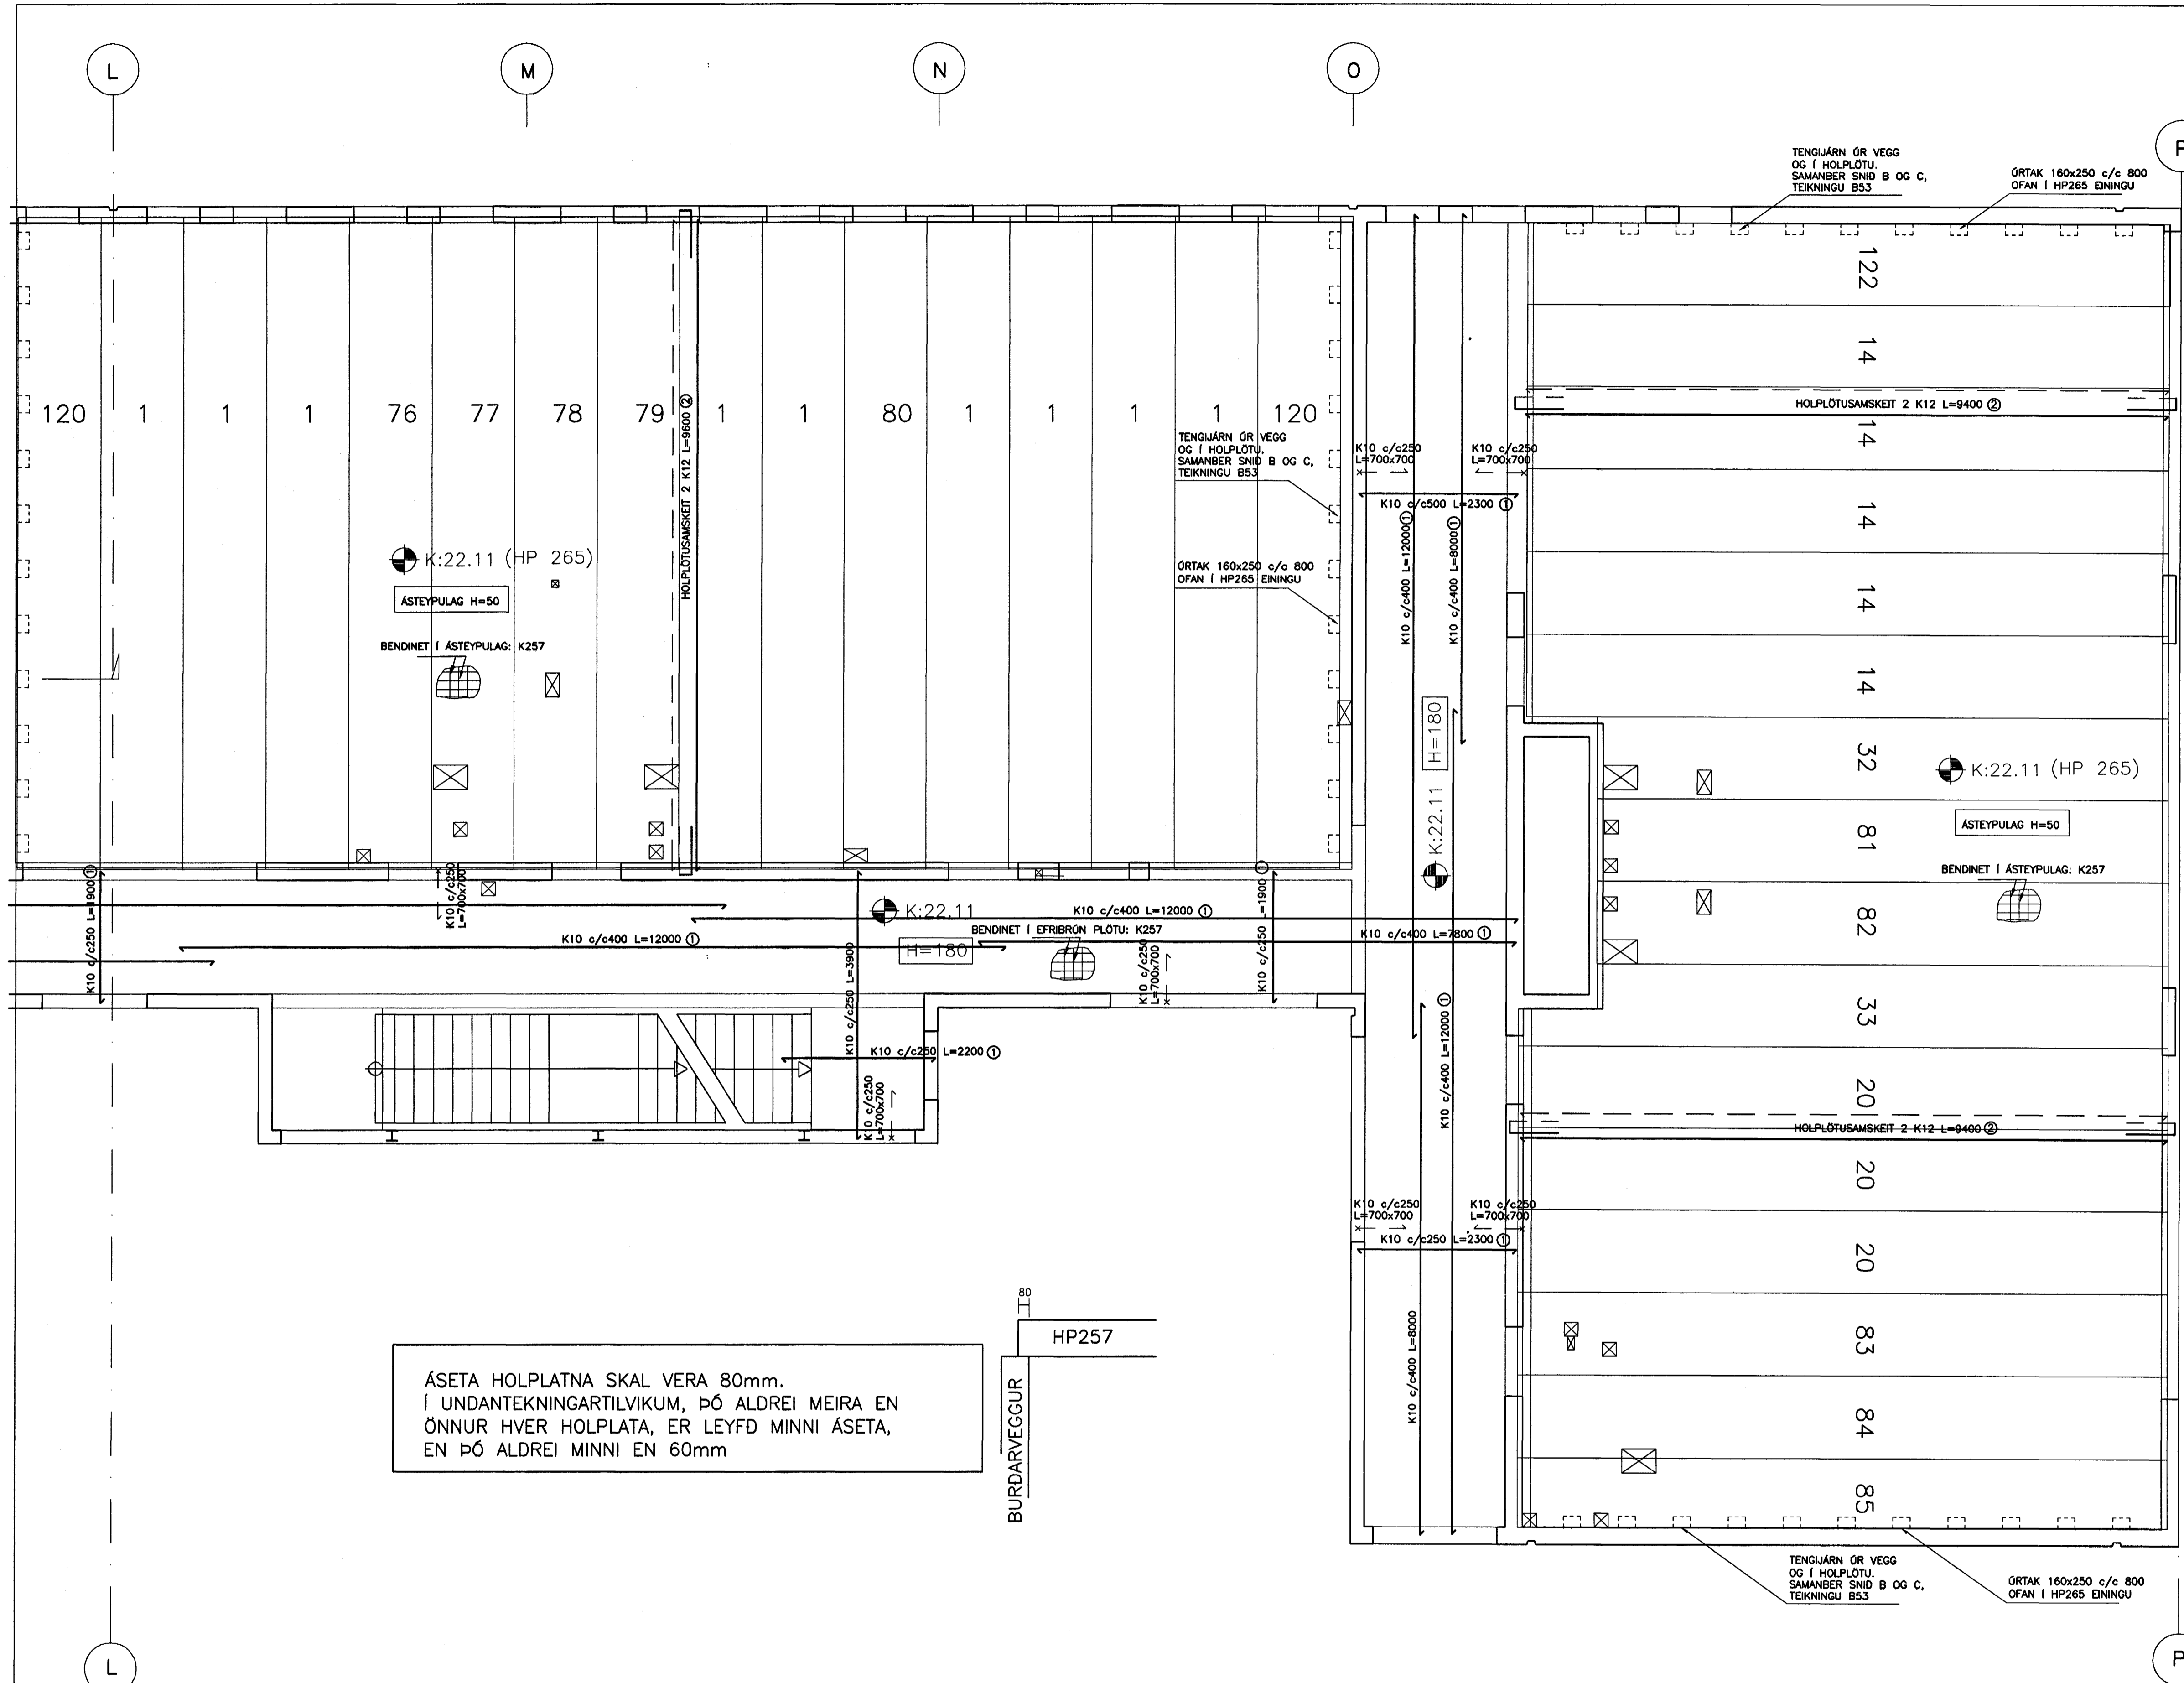 L
M
N
O
P
TENGIJÁRN ÚR VEGG
OG Í HOLPLÖTU.
SAMANBER SNIÐ B OG C,
TEIKNINGU B53
ÚRTAK 160x250 c/c 800
OFAN Í HP265 EININGU
122
14
HOLPLÖTUSAMSKEIT 2 K12 L=9400 ②
14
14
14
14
32
81
82
33
20
HOLPLÖTUSAMSKEIT 2 K12 L=9400 ②
20
20
83
84
85
120
1
1
1
76
77
78
79
1
1
80
1
1
1
1
120
HOLPLÖTUSAMSKEIT 2 K12 L=9600 ②
TENGIJÁRN ÚR VEGG
OG Í HOLPLÖTU.
SAMANBER SNIÐ B OG C,
TEIKNINGU B53
ÚRTAK 160x250 c/c 800
OFAN Í HP265 EININGU
K:22.11 (HP 265)
ÁSTEYPULAG H=50
BENDINET Í ÁSTEYPULAG: K257
K10 c/c250
L=700x700
K10 c/c250
L=700x700
K10 c/c500 L=2300 ①
K10 c/c400 L=12000 ①
K10 c/c400 L=8000 ①
H=180
K:22.11
K:22.11 (HP 265)
ÁSTEYPULAG H=50
BENDINET Í ÁSTEYPULAG: K257
K10 c/c250 L=1900 ①
K10 c/c250
L=700x700
K:22.11
K10 c/c400 L=12000 ①
BENDINET Í EFRIBRÚN PLÖTU: K257
K10 c/c400 L=12000 ①
H=180
K10 c/c400 L=7800 ①
K10 c/c250 L=3900
K10 c/c250
L=700x700
K10 c/c250 L=1900 ①
K10 c/c250 L=2200 ①
K10 c/c250
L=700x700
K10 c/c400 L=12000 ①
K10 c/c250
L=700x700
K10 c/c250
L=700x700
K10 c/c250 L=2300 ①
K10 c/c400 L=8000
80
HP257
BURÐARVEGGUR
ÁSETA HOLPLATNA SKAL VERA 80mm.
Í UNDANTEKNINGARTILVIKUM, ÞÓ ALDREI MEIRA EN
ÖNNUR HVER HOLPLATA, ER LEYFÐ MINNI ÁSETA,
EN ÞÓ ALDREI MINNI EN 60mm
TENGIJÁRN ÚR VEGG
OG Í HOLPLÖTU.
SAMANBER SNIÐ B OG C,
TEIKNINGU B53
ÚRTAK 160x250 c/c 800
OFAN Í HP265 EININGU
L
P